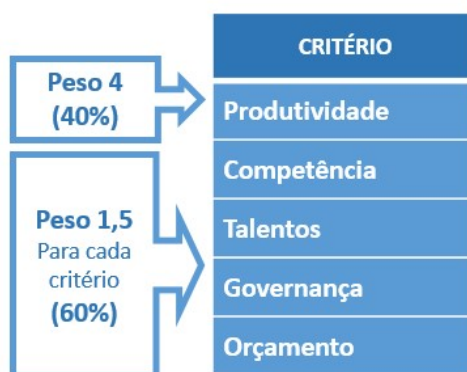 CRITÉRIO
Peso 4
(40%)
Produtividade
Peso 1,5
Para cada
critério
(60%)
Competência
Talentos
Governança
Orçamento